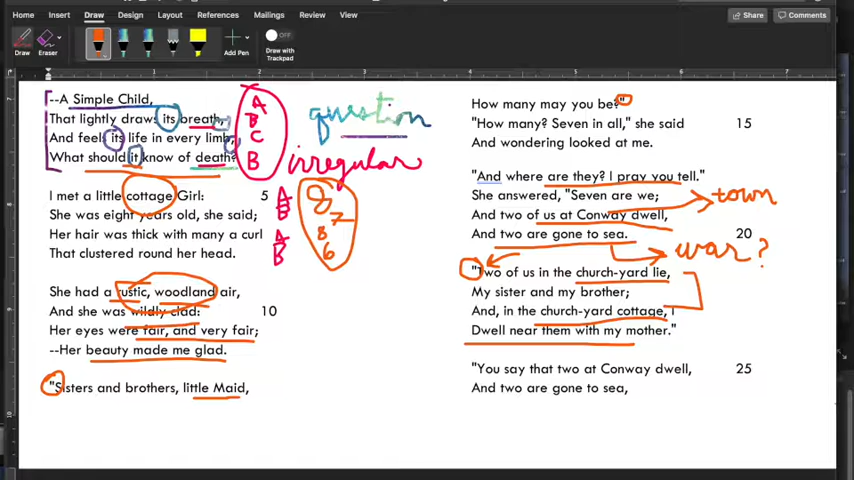 Home Insert Draw Design Layout References Mailings Review View
Share Comments
Draw Eraser Add Pen Draw with Trackpad
OFF
1 2 3 4 5 6 7
--A Simple Child,
That lightly draws its breath,
And feels its life in every limb,
What should it know of death?
A
B
C
B
question
irregular
I met a little cottage Girl: 5
She was eight years old, she said;
Her hair was thick with many a curl
That clustered round her head.
A
B
A
B
8
7
8
6
She had a rustic, woodland air,
And she was wildly clad: 10
Her eyes were fair, and very fair;
--Her beauty made me glad.
"Sisters and brothers, little Maid,
How many may you be?"
"How many? Seven in all," she said 15
And wondering looked at me.
"And where are they? I pray you tell."
She answered, "Seven are we;
And two of us at Conway dwell,
And two are gone to sea. 20
town
war?
"Two of us in the church-yard lie,
My sister and my brother;
And, in the church-yard cottage, I
Dwell near them with my mother."
"You say that two at Conway dwell, 25
And two are gone to sea,